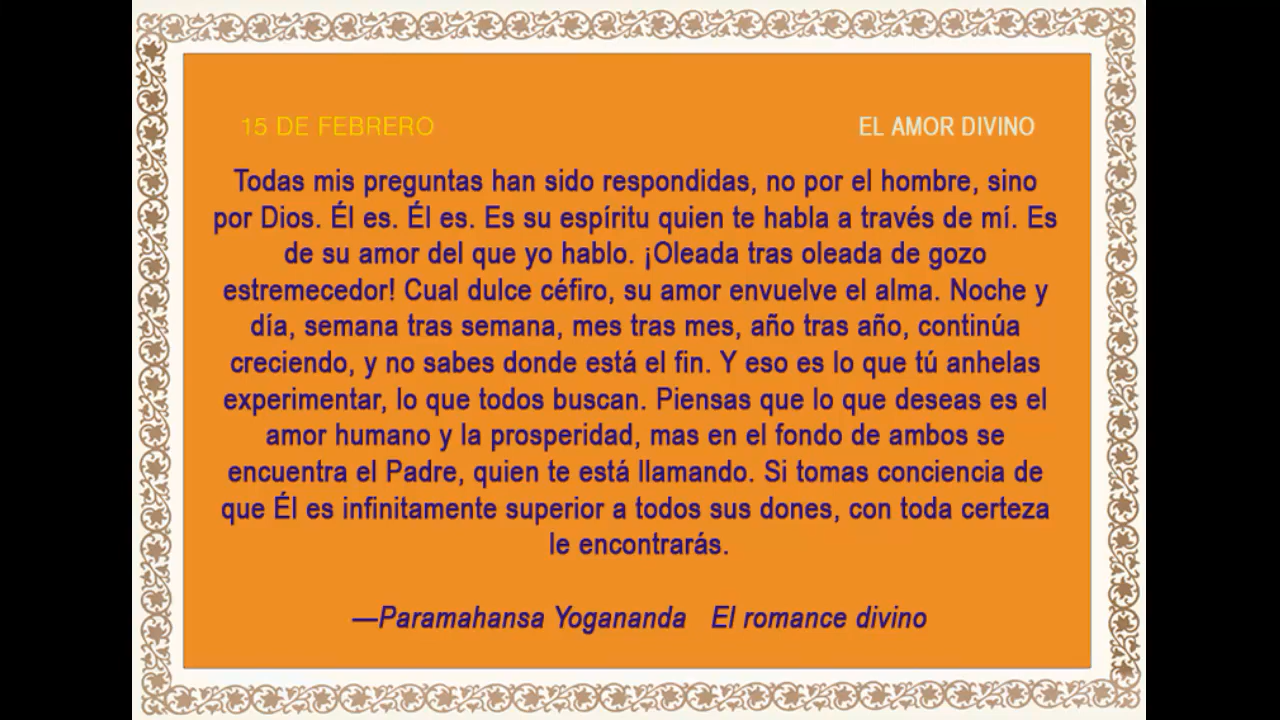 15 DE FEBRERO EL AMOR DIVINO
Todas mis preguntas han sido respondidas, no por el hombre, sino
por Dios. Él es. Él es. Es su espíritu quien te habla a través de mí. Es
de su amor del que yo hablo. ¡Oleada tras oleada de gozo
estremecedor! Cual dulce céfiro, su amor envuelve el alma. Noche y
día, semana tras semana, mes tras mes, año tras año, continúa
creciendo, y no sabes donde está el fin. Y eso es lo que tú anhelas
experimentar, lo que todos buscan. Piensas que lo que deseas es el
amor humano y la prosperidad, mas en el fondo de ambos se
encuentra el Padre, quien te está llamando. Si tomas conciencia de
que Él es infinitamente superior a todos sus dones, con toda certeza
le encontrarás.
—Paramahansa Yogananda El romance divino